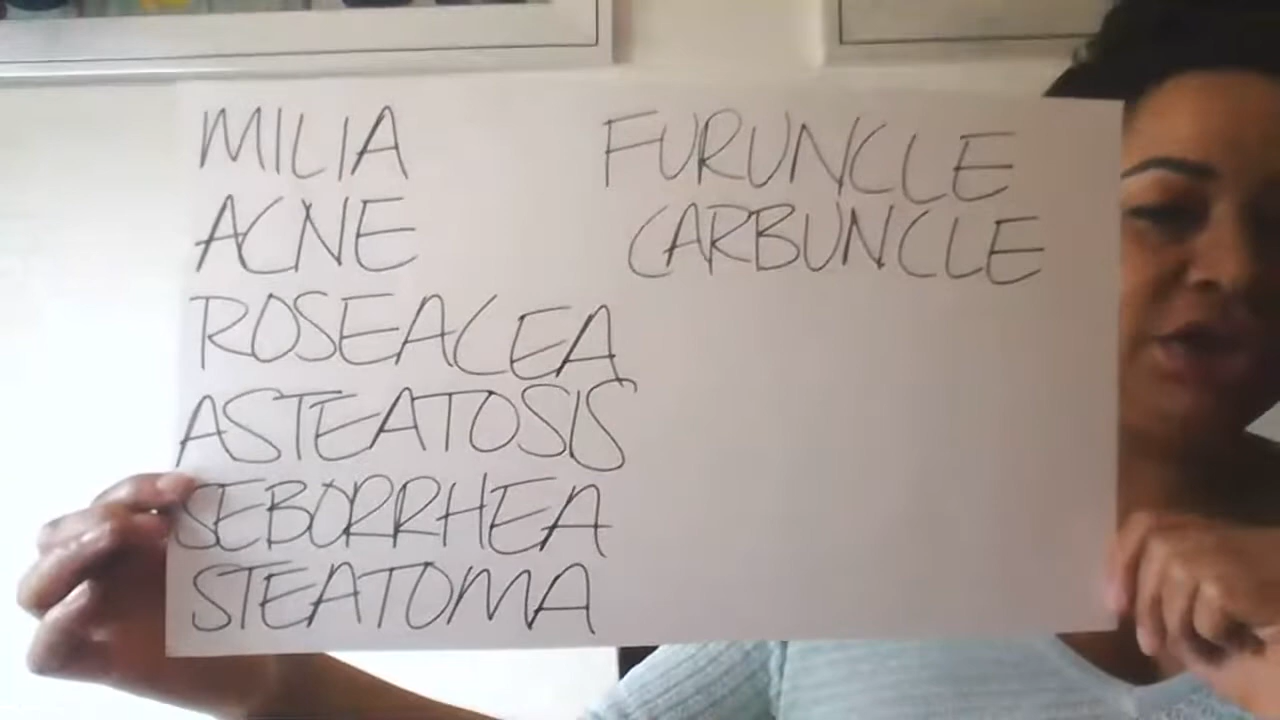 MILIA
ACNE
ROSEACEA
ASTEATOSIS
SEBORRHEA
STEATOMA
FURUNCLE
CARBUNCLE